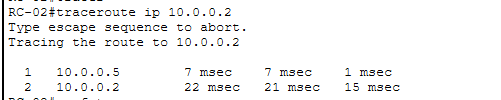 RC-02#traceroute ip 10.0.0.2
Type escape sequence to abort.
Tracing the route to 10.0.0.2
1 10.0.0.5 7 msec 7 msec 1 msec
2 10.0.0.2 22 msec 21 msec 15 msec